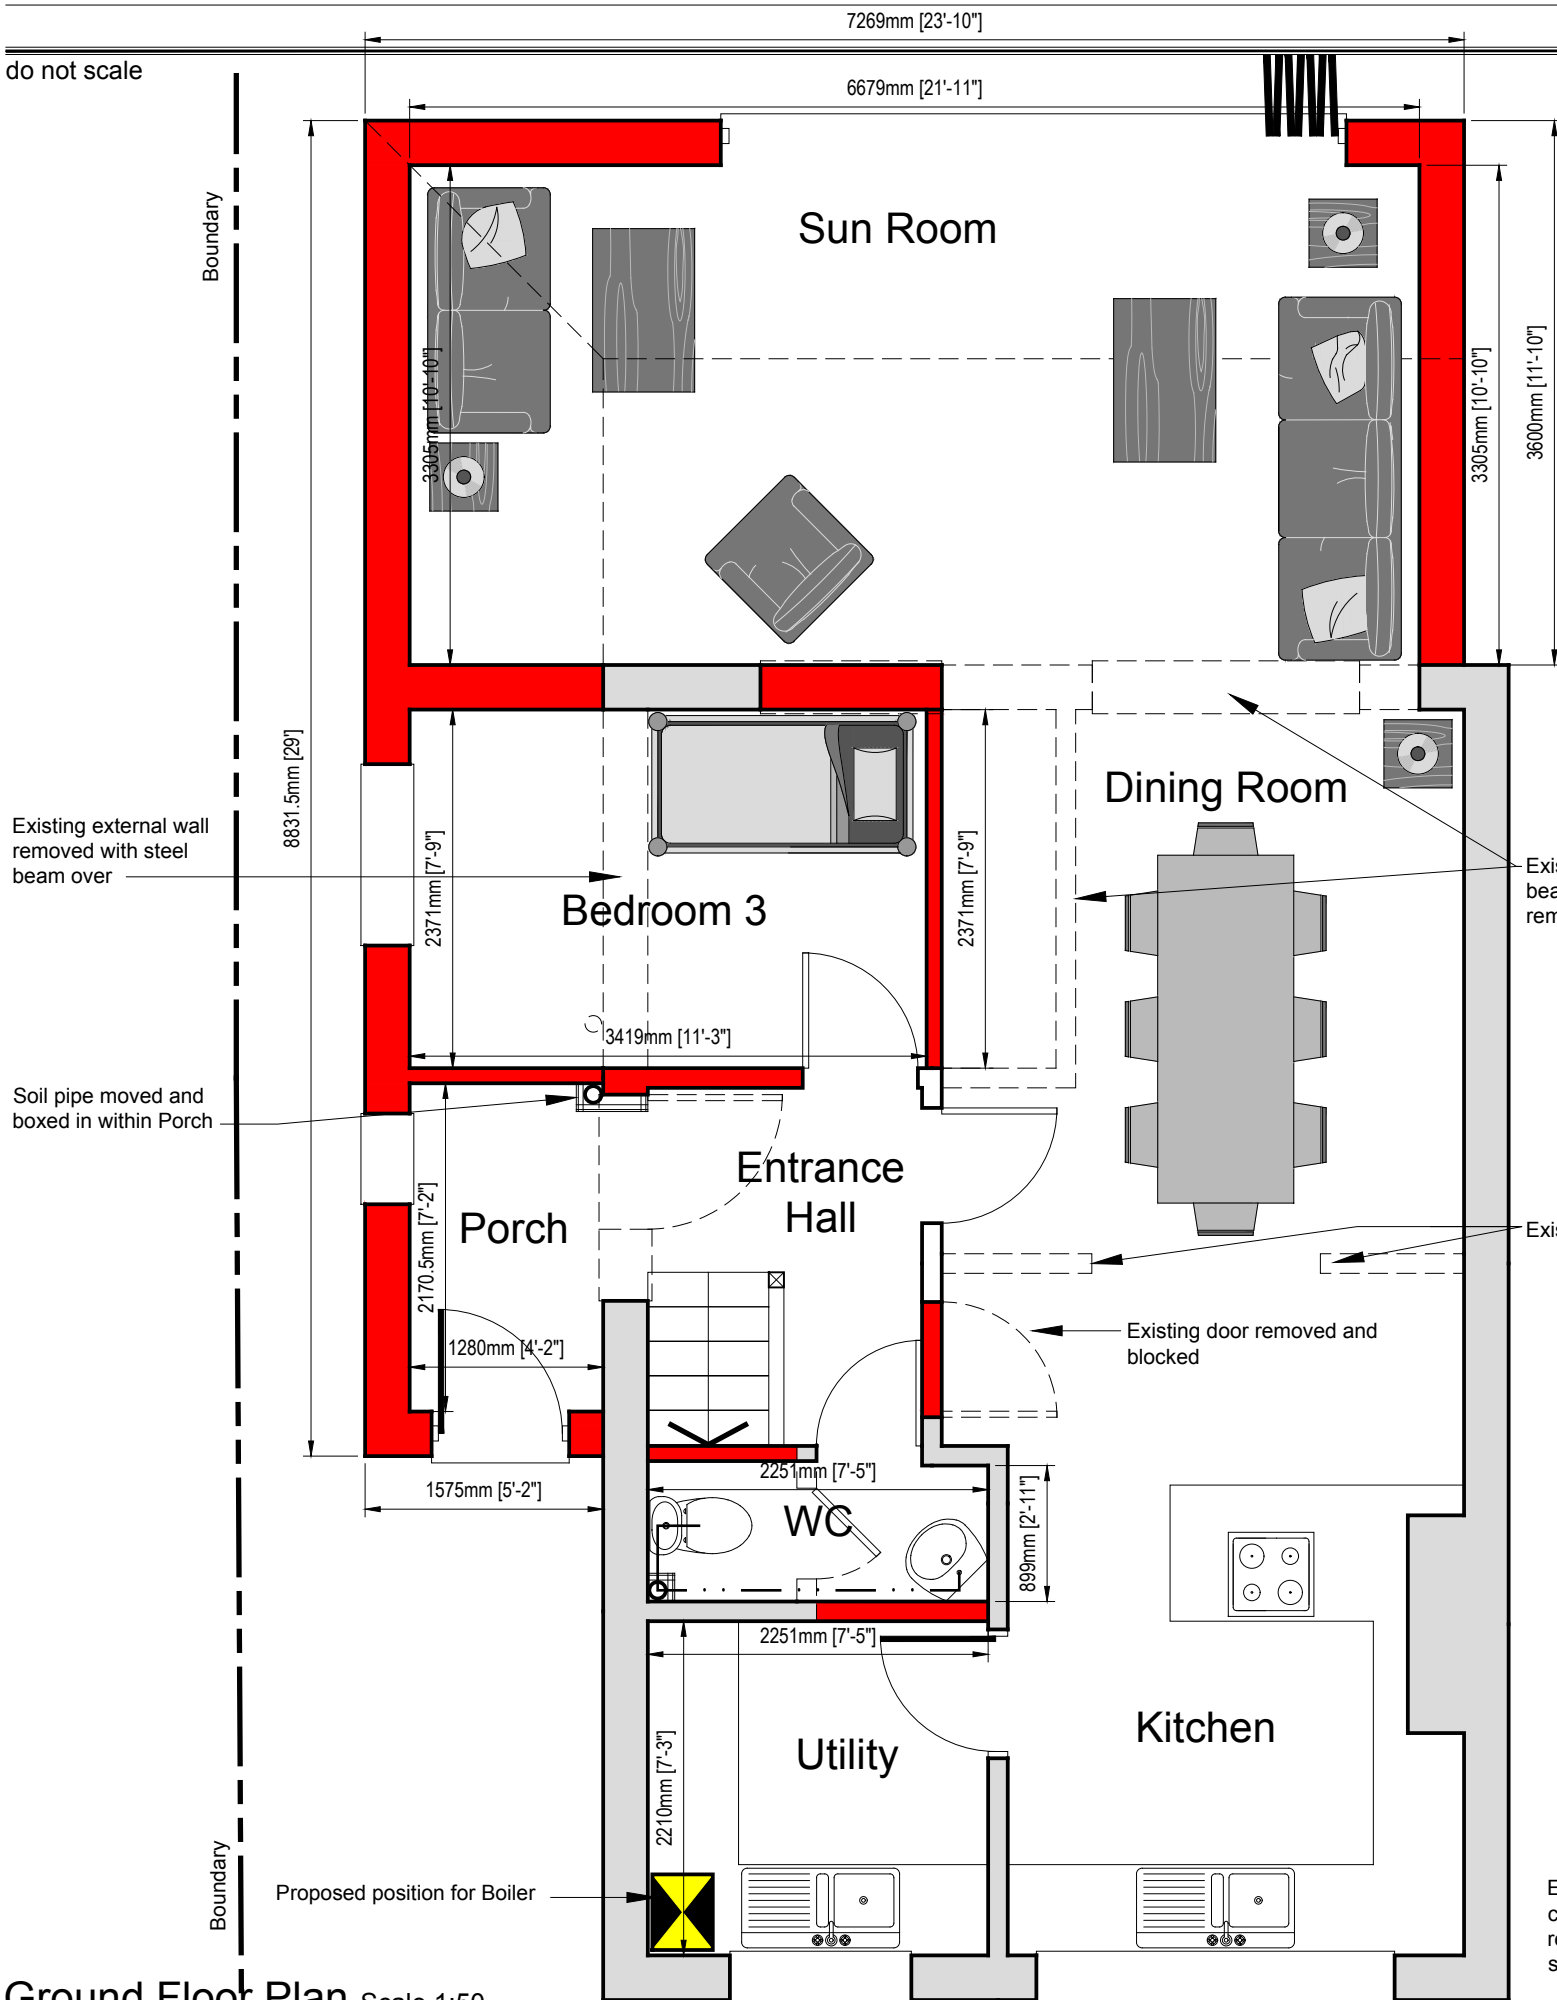 7269mm [23'-10"]
do not scale
6679mm [21'-11"]
Boundary
Sun Room
3305mm [10'-10"]
3305mm [10'-10"]
3600mm [11'-10"]
8831.5mm [29']
Dining Room
Existing external wall
removed with steel
beam over
2371mm [7'-9"]
Bedroom 3
2371mm [7'-9"]
3419mm [11'-3"]
Soil pipe moved and
boxed in within Porch
Entrance
Hall
Porch
2170.5mm [7'-2"]
1280mm [4'-2"]
Existing door removed and
blocked
1575mm [5'-2"]
2251mm [7'-5"]
WC
899mm [2'-11"]
2251mm [7'-5"]
2210mm [7'-3"]
Utility
Kitchen
Boundary
Proposed position for Boiler
Ground Floor Plan Scale 1:50